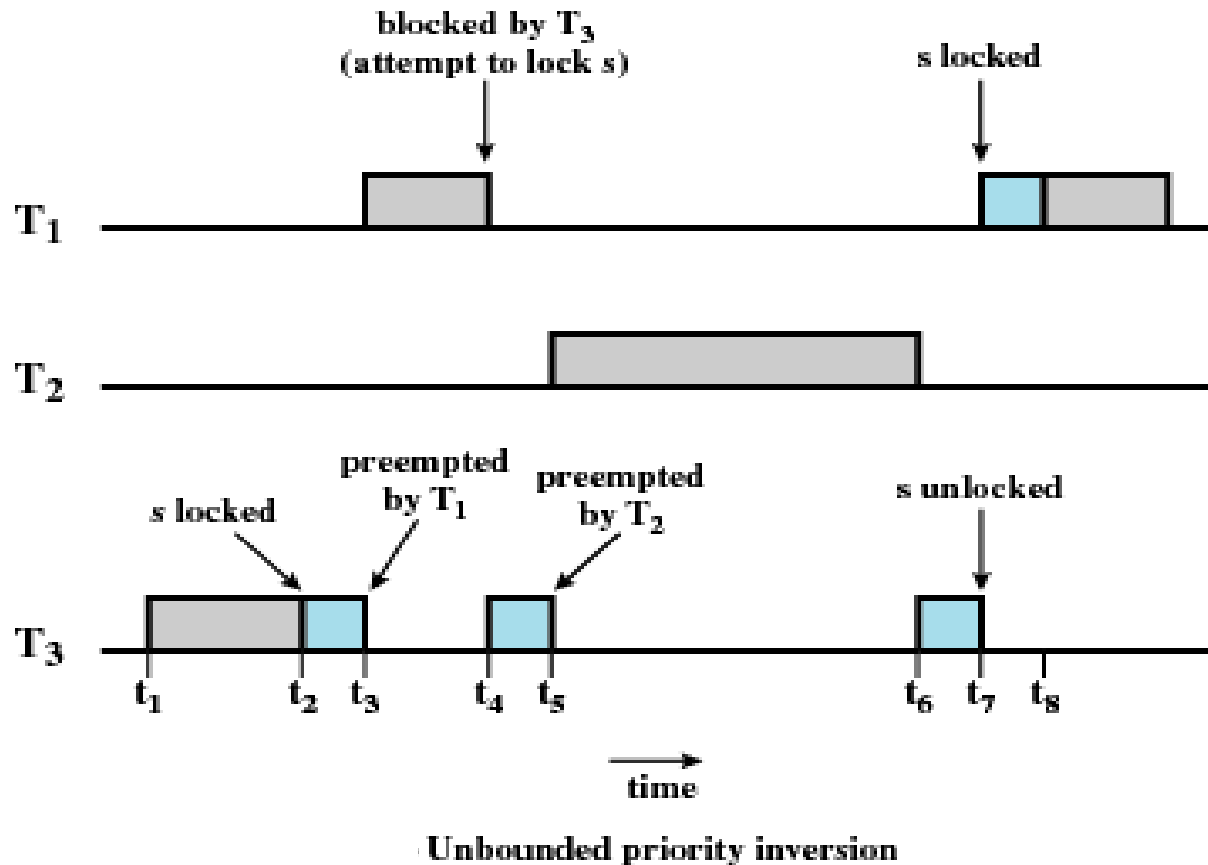 blocked by T₃
(attempt to lock s)
s locked
T₁
T₂
preempted
by T₁
preempted
by T₂
s locked
s unlocked
T₃
t₁ t₂ t₃ t₄ t₅ t₆ t₇ t₈
time
Unbounded priority inversion